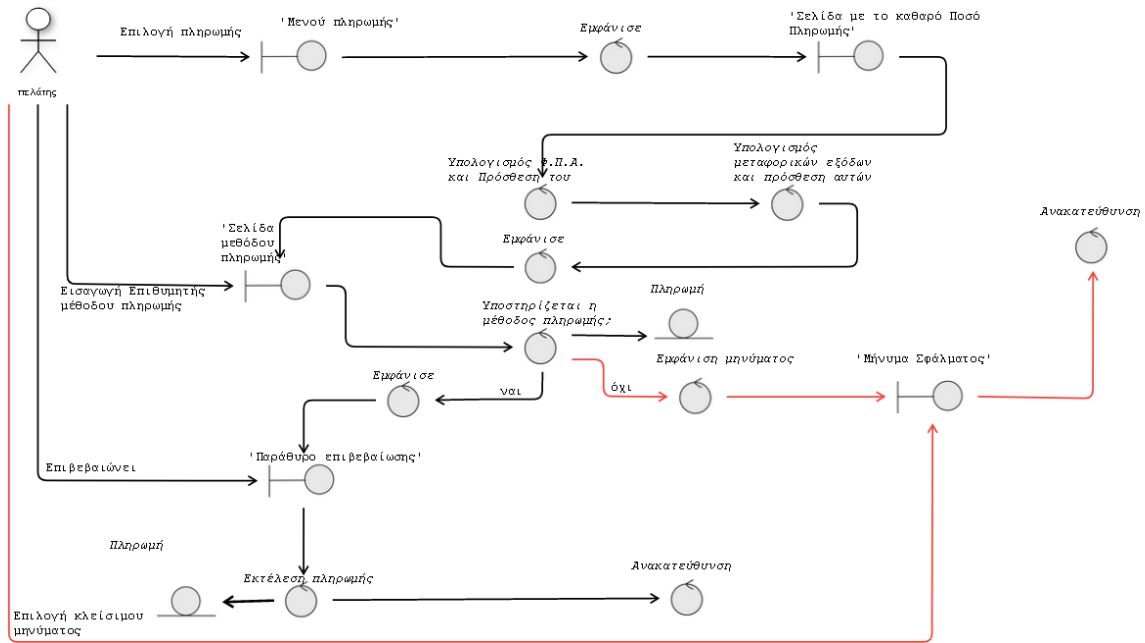 Επιλογή πληρωμής
'Μενού πληρωμής'
Εμφάνισε
'Σελίδα με το καθαρό Ποσό
Πληρωμής'
πελάτης
Υπολογισμός Φ.Π.Α.
και Πρόσθεση του
Υπολογισμός
μεταφορικών εξόδων
και πρόσθεση αυτών
Ανακατεύθυνση
'Σελίδα
μεθόδου
πληρωμής'
Εμφάνισε
Εισαγωγή Επιθυμητής
μέθοδου πληρωμής
Υποστηρίζεται η
μέθοδος πληρωμής;
Πληρωμή
Εμφάνιση μηνύματος
'Μήνυμα Σφάλματος'
Εμφάνισε
ναι
όχι
'Παράθυρο επιβεβαίωσης'
Επιβεβαιώνει
Πληρωμή
Εκτέλεση πληρωμής
Ανακατεύθυνση
Επιλογή κλείσιμου
μηνύματος